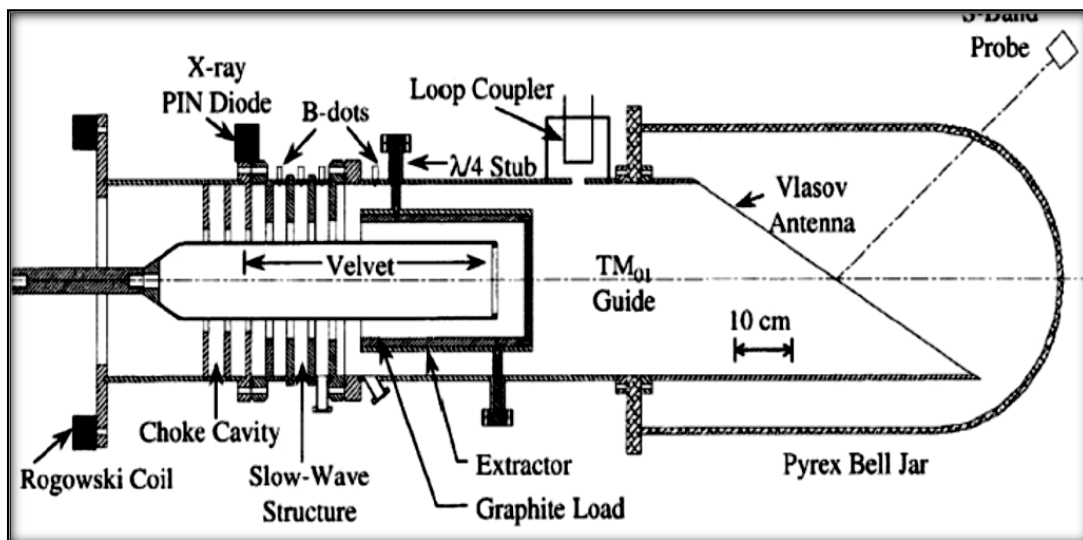 S-Band
Probe
X-ray
PIN Diode
B-dots
Loop Coupler
λ/4 Stub
Vlasov
Antenna
Velvet
TM01
Guide
10 cm
Choke Cavity
Rogowski Coil
Slow-Wave
Structure
Extractor
Graphite Load
Pyrex Bell Jar